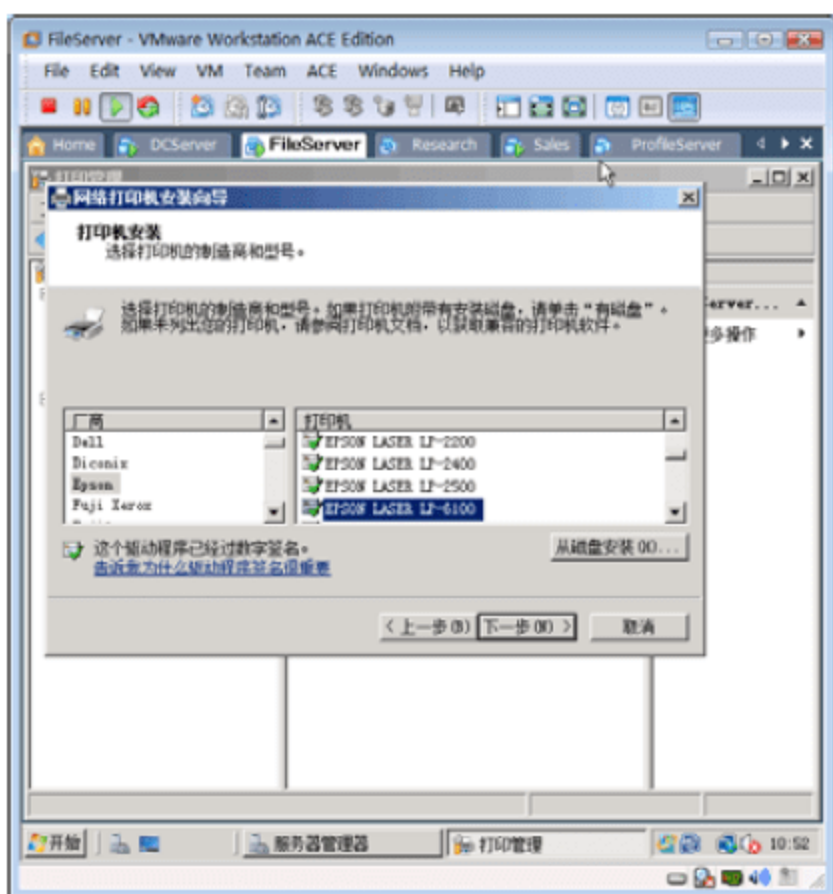 FileServer - VMware Workstation ACE Edition
File Edit View VM Team ACE Windows Help
Home DCServer FileServer Research Sales ProfileServer
打印管理
网络打印机安装向导
打印机安装
选择打印机的制造商和型号。
选择打印机的制造商和型号。如果打印机附带有安装磁盘，请单击“有磁盘”。
如果未列出您的打印机，请参阅打印机文档，以获取兼容的打印机软件。
erver...
多操作
厂商 打印机
Dell EPSON LASER LP-2200
Diconix EPSON LASER LP-2400
Epson EPSON LASER LP-2500
Fuji Xerox EPSON LASER LP-6100
这个驱动程序已经过数字签名。
从磁盘安装(H)...
告诉我为什么驱动程序签名很重要
< 上一步(B) 下一步(N) > 取消
开始 服务器管理器 打印管理 10:52